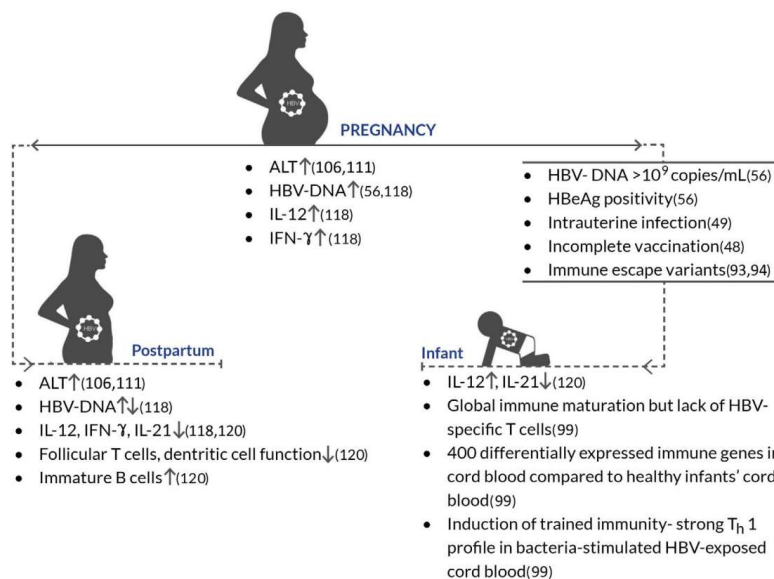 HBV
PREGNANCY
ALT↑(106,111)
HBV-DNA↑(56,118)
IL-12↑(118)
IFN-γ↑(118)
HBV- DNA >10⁹ copies/mL(56)
HBeAg positivity(56)
Intrauterine infection(49)
Incomplete vaccination(48)
Immune escape variants(93,94)
HBV
Postpartum
ALT↑(106,111)
HBV-DNA↑↓(118)
IL-12, IFN-γ, IL-21↓(118,120)
Follicular T cells, dentritic cell function↓(120)
Immature B cells↑(120)
Infant
IL-12↑, IL-21↓(120)
Global immune maturation but lack of HBV-
specific T cells(99)
400 differentially expressed immune genes in
cord blood compared to healthy infants' cord
blood(99)
Induction of trained immunity- strong Tₕ 1
profile in bacteria-stimulated HBV-exposed
cord blood(99)